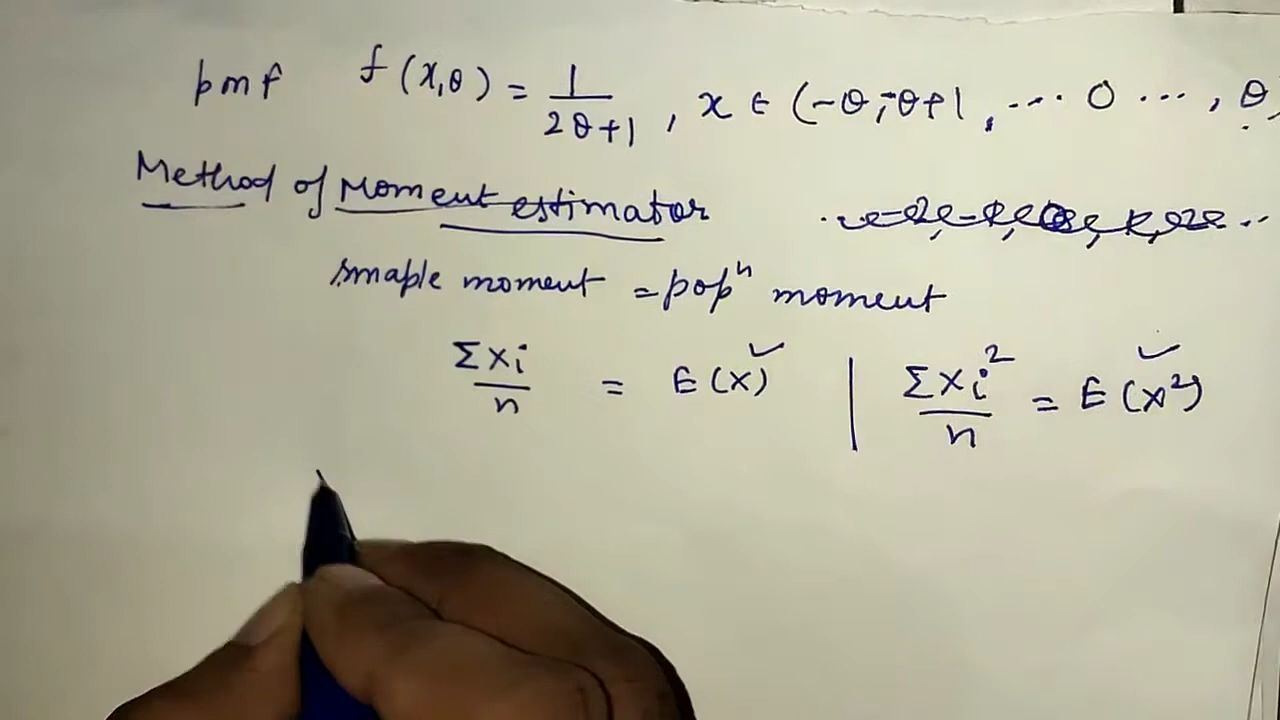 pmf f(x,θ) = 1/2θ+1 , x ∈ (-θ,-θ+1, .... 0 ..., θ
Method of Moment estimator
smaple moment = popⁿ moment
Σxi/n = E(X) ✓ | Σxi²/n = E(X²) ✓